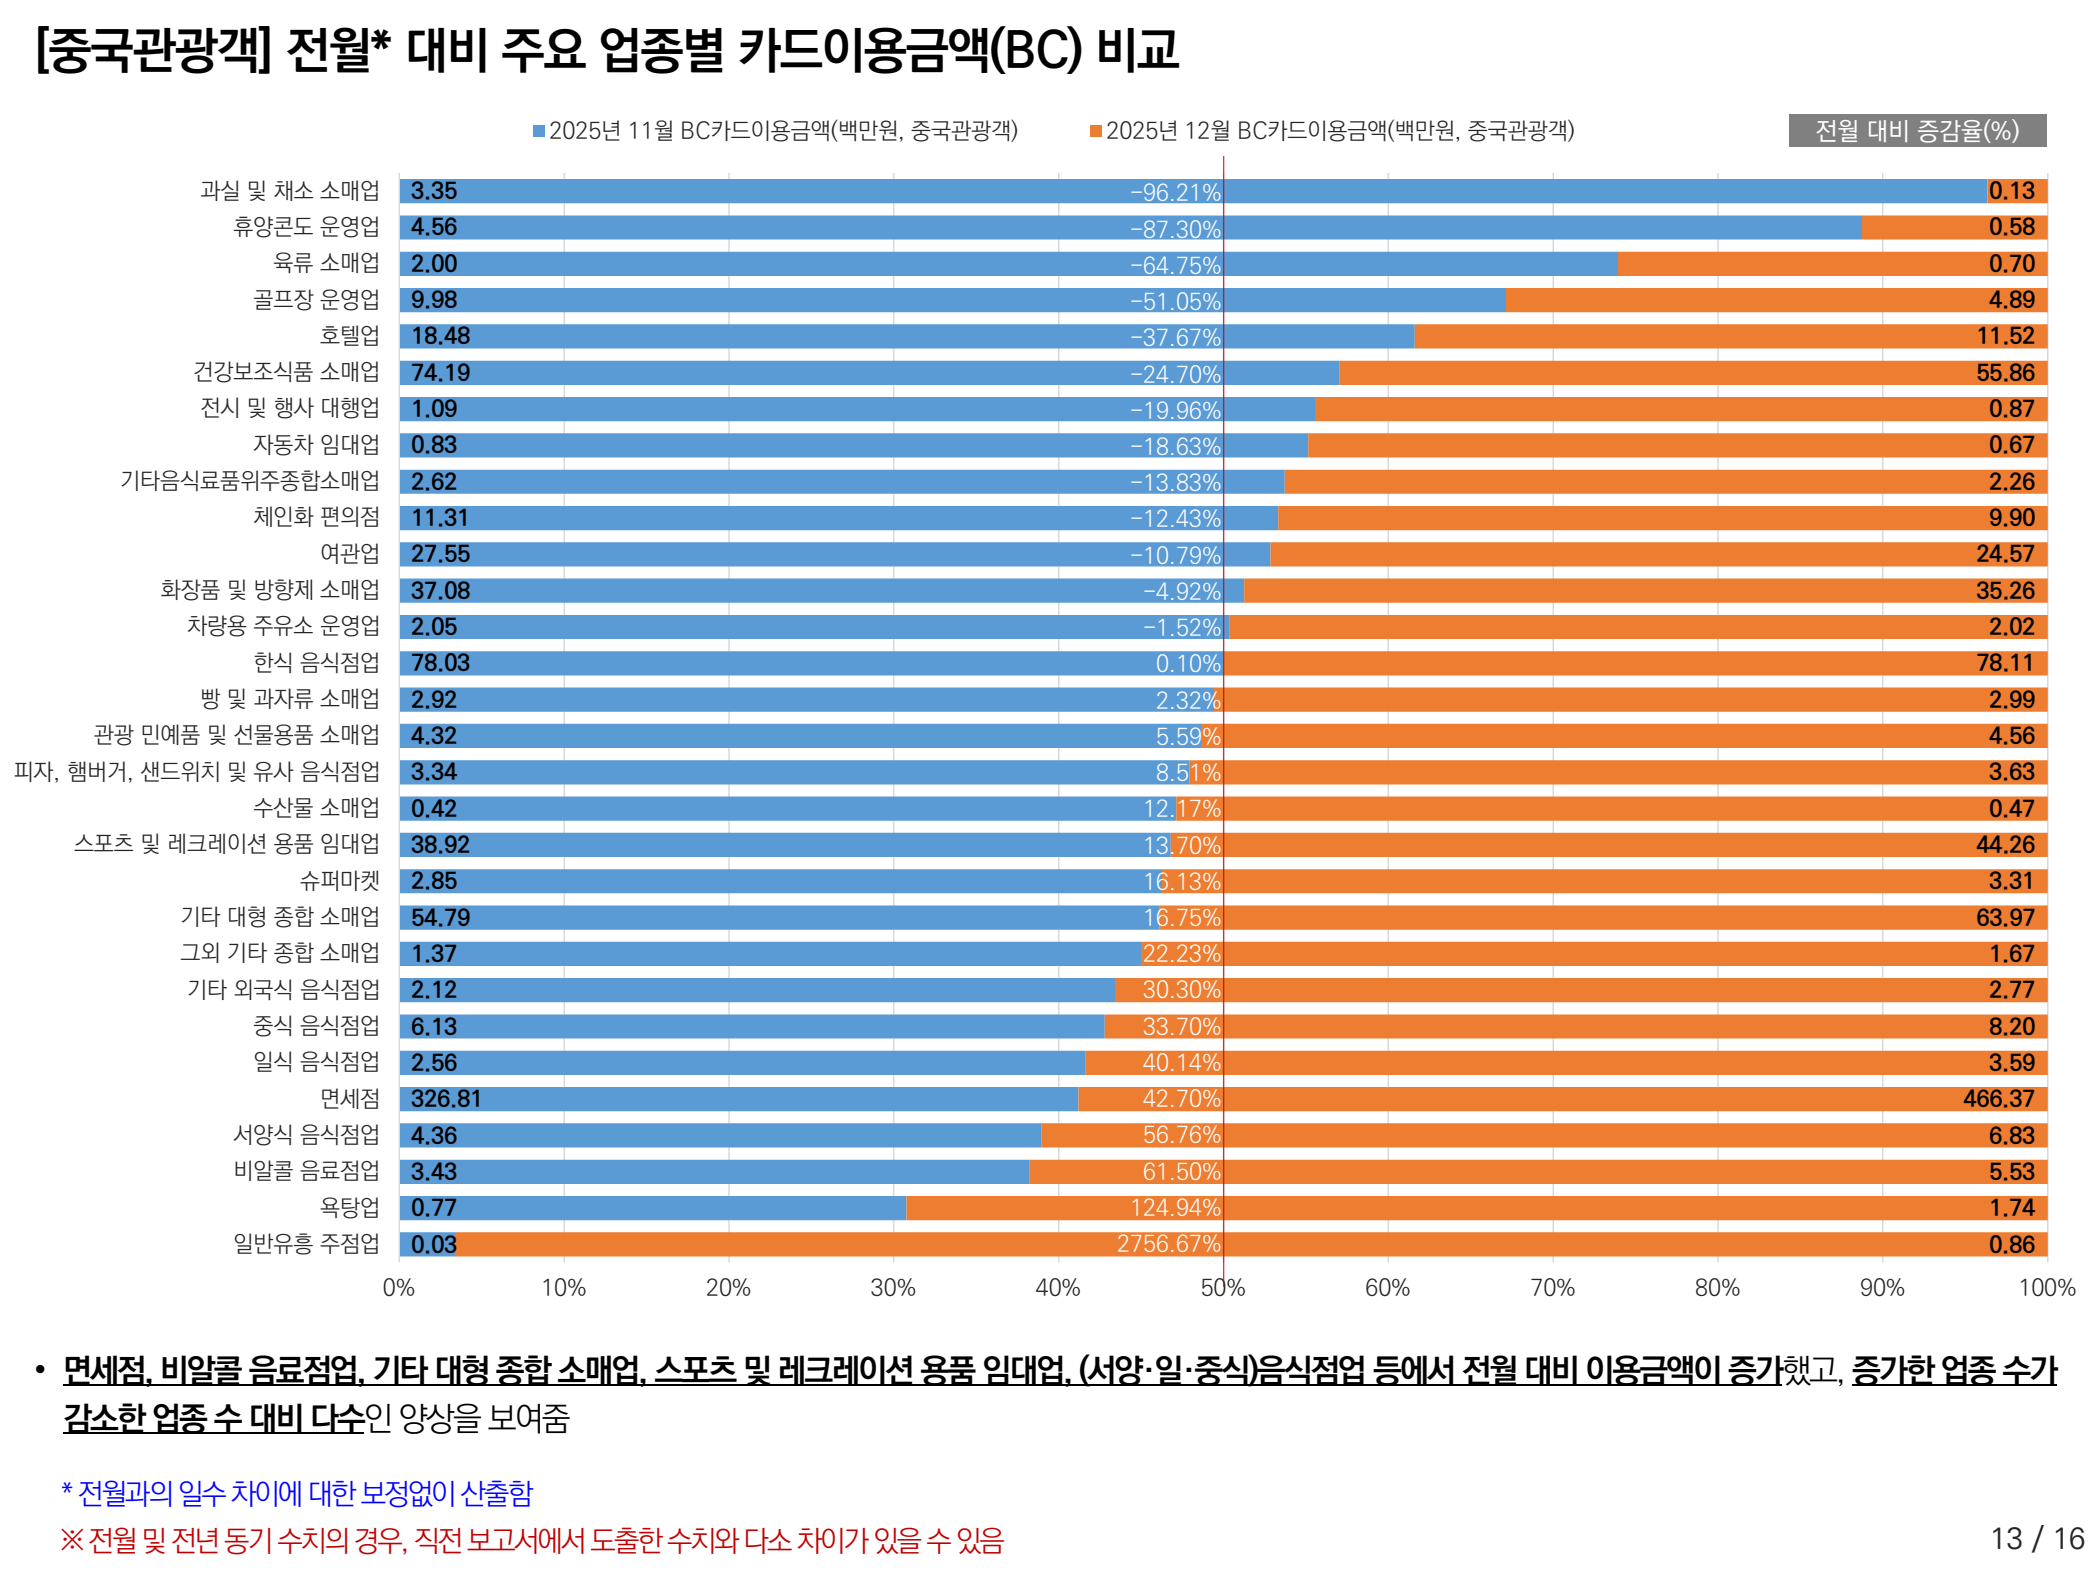 [중국관광객] 전월* 대비 주요 업종별 카드이용금액(BC) 비교
2025년 11월 BC카드이용금액(백만원, 중국관광객) 2025년 12월 BC카드이용금액(백만원, 중국관광객) 전월 대비 증감율(%)
과실 및 채소 소매업 3.35 -96.21% 0.13
휴양콘도 운영업 4.56 -87.30% 0.58
육류 소매업 2.00 -64.75% 0.70
골프장 운영업 9.98 -51.05% 4.89
호텔업 18.48 -37.67% 11.52
건강보조식품 소매업 74.19 -24.70% 55.86
전시 및 행사 대행업 1.09 -19.96% 0.87
자동차 임대업 0.83 -18.63% 0.67
기타음식료품위주종합소매업 2.62 -13.83% 2.26
체인화 편의점 11.31 -12.43% 9.90
여관업 27.55 -10.79% 24.57
화장품 및 방향제 소매업 37.08 -4.92% 35.26
차량용 주유소 운영업 2.05 -1.52% 2.02
한식 음식점업 78.03 0.10% 78.11
빵 및 과자류 소매업 2.92 2.32% 2.99
관광 민예품 및 선물용품 소매업 4.32 5.59% 4.56
피자, 햄버거, 샌드위치 및 유사 음식점업 3.34 8.51% 3.63
수산물 소매업 0.42 12.17% 0.47
스포츠 및 레크레이션 용품 임대업 38.92 13.70% 44.26
슈퍼마켓 2.85 16.13% 3.31
기타 대형 종합 소매업 54.79 16.75% 63.97
그외 기타 종합 소매업 1.37 22.23% 1.67
기타 외국식 음식점업 2.12 30.30% 2.77
중식 음식점업 6.13 33.70% 8.20
일식 음식점업 2.56 40.14% 3.59
면세점 326.81 42.70% 466.37
서양식 음식점업 4.36 56.76% 6.83
비알콜 음료점업 3.43 61.50% 5.53
욕탕업 0.77 124.94% 1.74
일반유흥 주점업 0.03 2756.67% 0.86
0% 10% 20% 30% 40% 50% 60% 70% 80% 90% 100%
• 면세점, 비알콜 음료점업, 기타 대형 종합 소매업, 스포츠 및 레크레이션 용품 임대업, (서양·일·중식)음식점업 등에서 전월 대비 이용금액이 증가했고, 증가한 업종 수가
감소한 업종 수 대비 다수인 양상을 보여줌
* 전월과의 일수 차이에 대한 보정없이 산출함
※ 전월 및 전년 동기 수치의 경우, 직전 보고서에서 도출한 수치와 다소 차이가 있을 수 있음
13 / 16